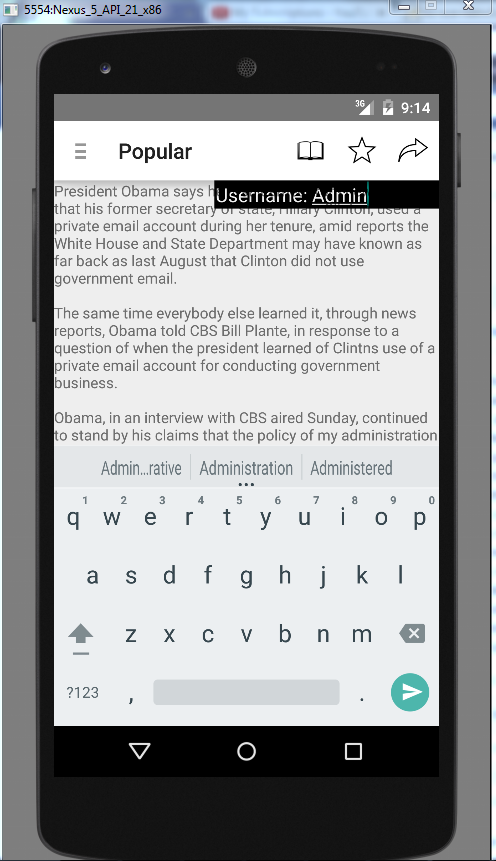 5554:Nexus_5_API_21_x86
3G 9:14
Popular
President Obama says
Username: Admin
that his former secretary of state, Hillary Clinton, used a
private email account during her tenure, amid reports the
White House and State Department may have known as
far back as last August that Clinton did not use
government email.
The same time everybody else learned it, through news
reports, Obama told CBS Bill Plante, in response to a
question of when the president learned of Clintns use of a
private email account for conducting government
business.
Obama, in an interview with CBS aired Sunday, continued
to stand by his claims that the policy of my administration
Admin...rative Administration Administered
1 2 3 4 5 6 7 8 9 0
q w e r t y u i o p
a s d f g h j k l
z x c v b n m
?123 , .